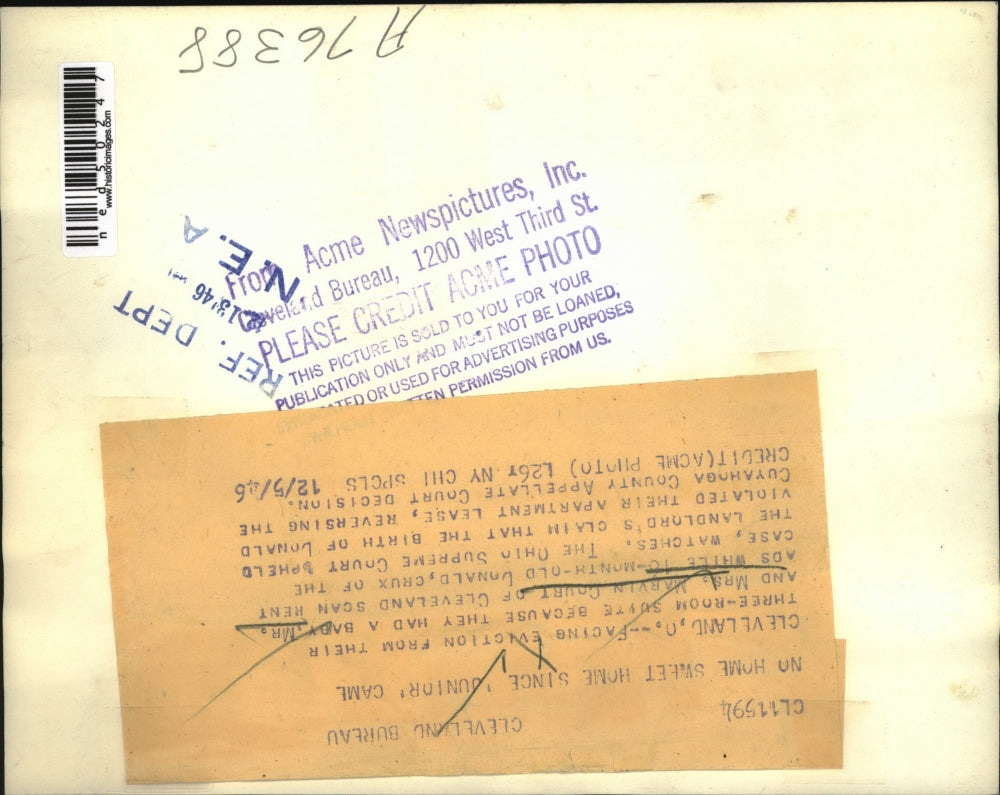 A76388
ned50247
www.historicimages.com
From Acme Newspictures, Inc.
Cleveland Bureau, 1200 West Third St.
PLEASE CREDIT ACME PHOTO
THIS PICTURE IS SOLD TO YOU FOR YOUR
PUBLICATION ONLY AND MUST NOT BE LOANED,
OR USED FOR ADVERTISING PURPOSES
PERMISSION FROM US.
N.E.A
REF. DEPT
CL11594
CLEVELAND BUREAU
NO HOME SWEET HOME SINCE 'JUNIOR' CAME
CLEVELAND, O.--FACING EVICTION FROM THEIR
THREE-ROOM SUITE BECAUSE THEY HAD A BABY, MR.
AND MRS. MARVIN COURT OF CLEVELAND SCAN RENT
ADS WHILE 10-MONTH-OLD DONALD, CRUX OF THE
CASE, WATCHES. THE OHIO SUPREME COURT UPHELD
THE LANDLORD'S CLAIM THAT THE BIRTH OF DONALD
VIOLATED THEIR APARTMENT LEASE, REVERSING THE
CUYAHOGA COUNTY APPELLATE COURT DECISION.
CREDIT(ACME PHOTO) L26T NY CHI SPCLS 12/5/46